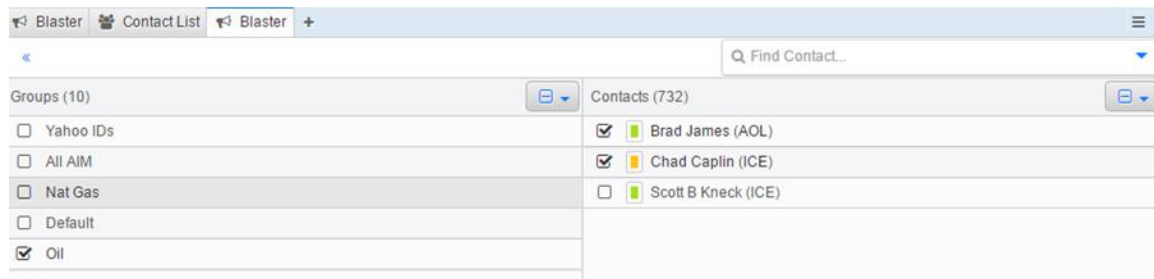 Blaster Contact List Blaster +
« Find Contact...
Groups (10) Contacts (732)
Yahoo IDs Brad James (AOL)
All AIM Chad Caplin (ICE)
Nat Gas Scott B Kneck (ICE)
Default
Oil